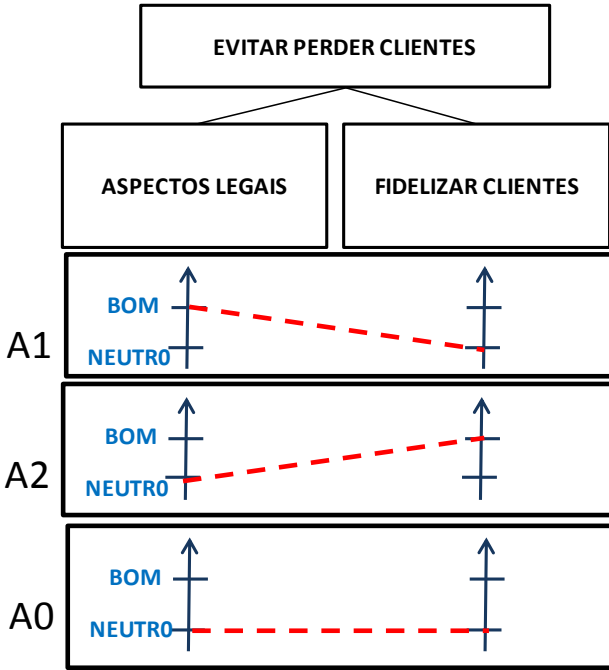 EVITAR PERDER CLIENTES
ASPECTOS LEGAIS
FIDELIZAR CLIENTES
A1
BOM
NEUTR0
A2
BOM
NEUTR0
A0
BOM
NEUTR0